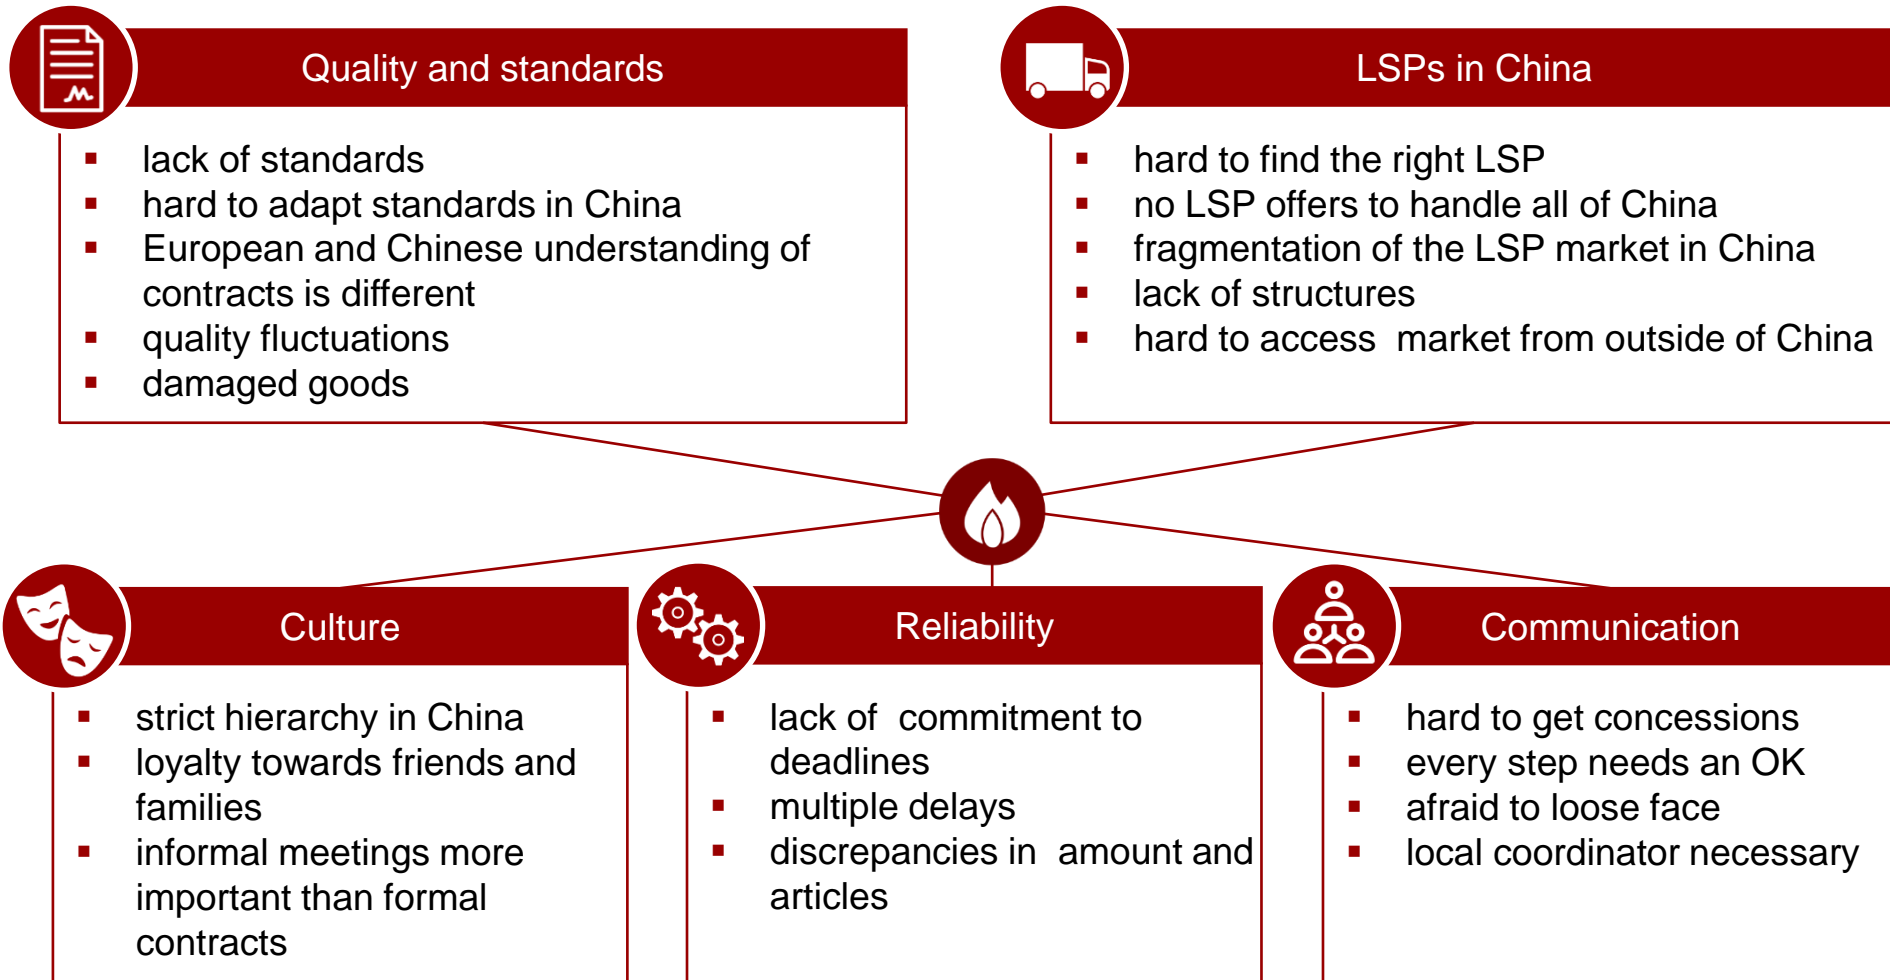 Quality and standards
lack of standards
hard to adapt standards in China
European and Chinese understanding of
contracts is different
quality fluctuations
damaged goods
LSPs in China
hard to find the right LSP
no LSP offers to handle all of China
fragmentation of the LSP market in China
lack of structures
hard to access  market from outside of China
Culture
strict hierarchy in China
loyalty towards friends and
families
informal meetings more
important than formal
contracts
Reliability
lack of  commitment to
deadlines
multiple delays
discrepancies in  amount and
articles
Communication
hard to get concessions
every step needs an OK
afraid to loose face
local coordinator necessary